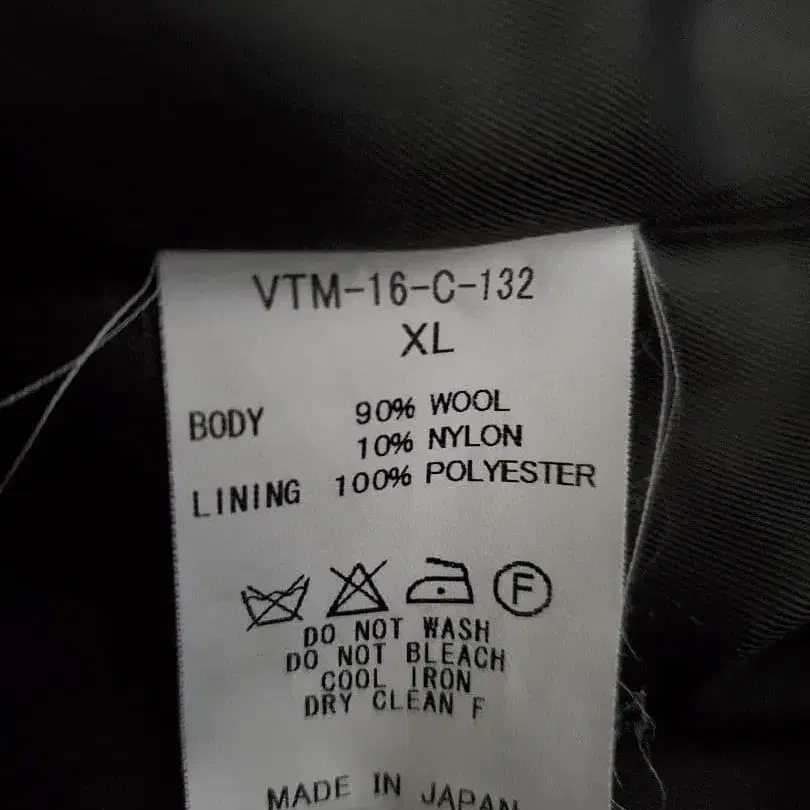 VTM-16-C-132
XL
BODY 90% WOOL
10% NYLON
LINING 100% POLYESTER
F
DO NOT WASH
DO NOT BLEACH
COOL IRON
DRY CLEAN F
MADE IN JAPAN